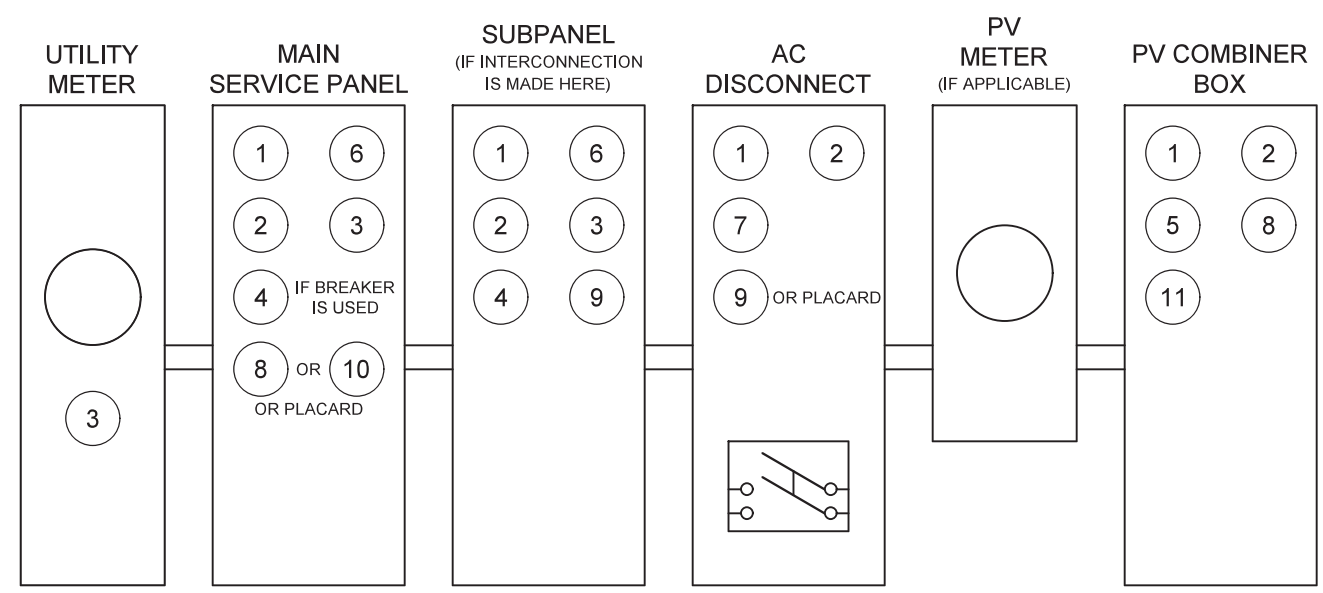 UTILITY
METER
3
MAIN
SERVICE PANEL
1 6
2 3
4 IF BREAKER
IS USED
8 OR 10
OR PLACARD
SUBPANEL
(IF INTERCONNECTION
IS MADE HERE)
1 6
2 3
4 9
AC
DISCONNECT
1 2
7
9 OR PLACARD
PV
METER
(IF APPLICABLE)
PV COMBINER
BOX
1 2
5 8
11